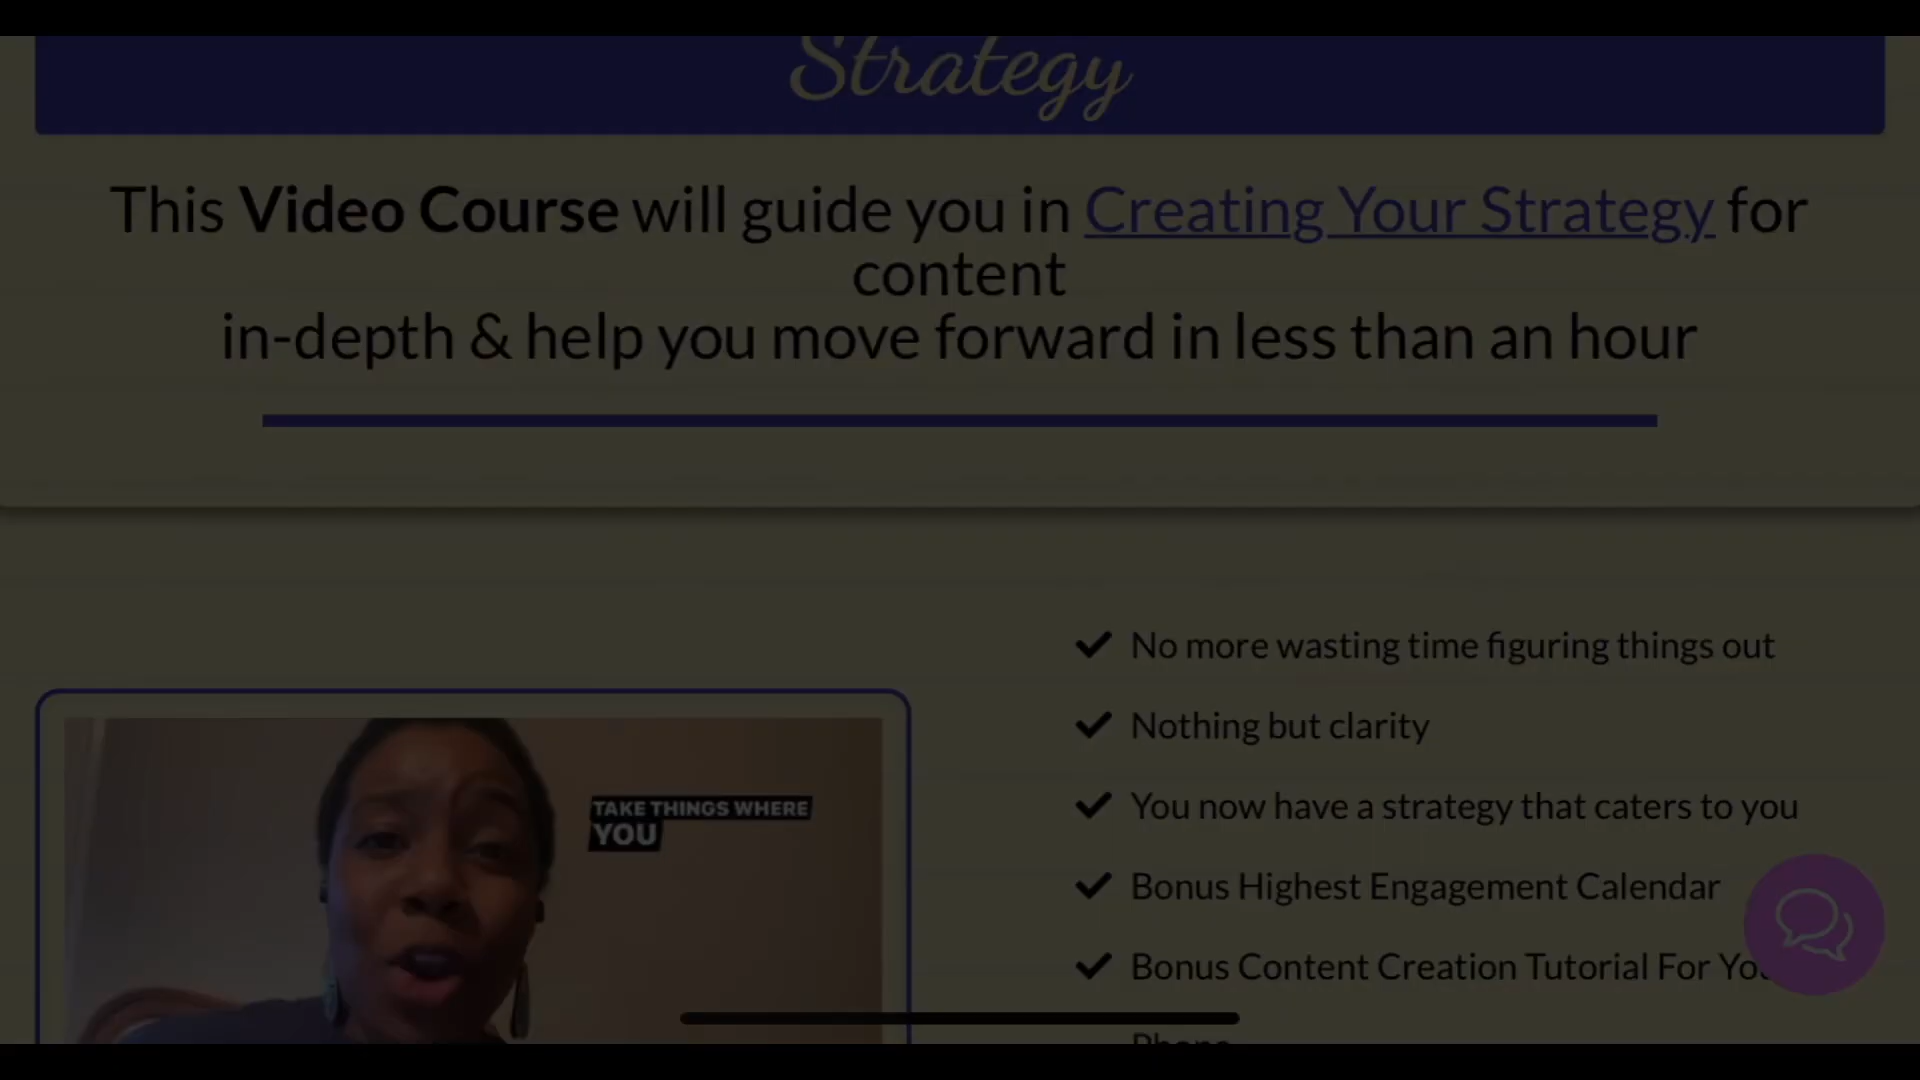 Strategy
This Video Course will guide you in Creating Your Strategy for
content
in-depth & help you move forward in less than an hour
No more wasting time figuring things out
Nothing but clarity
You now have a strategy that caters to you
Bonus Highest Engagement Calendar
Bonus Content Creation Tutorial For
Phone
TAKE THINGS WHERE
YOU